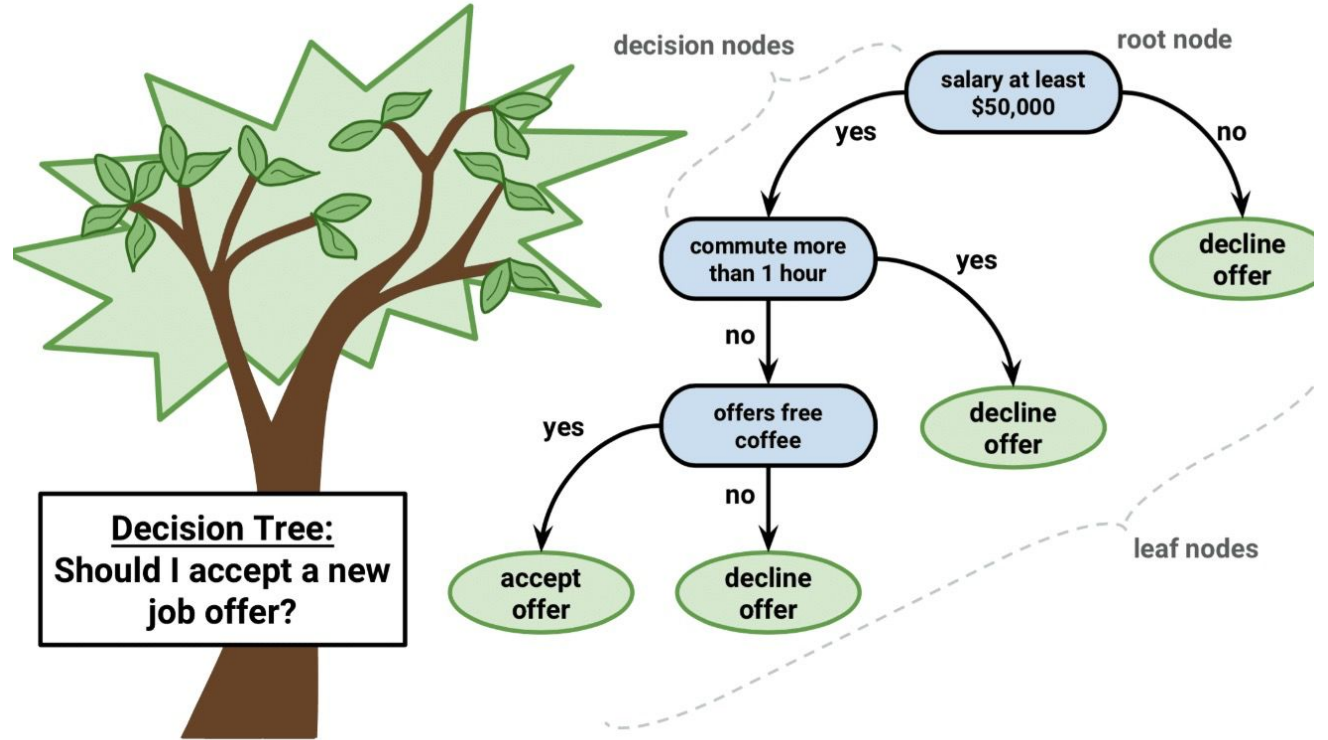 decision nodes
root node
salary at least
$50,000
yes
no
commute more
than 1 hour
yes
decline
offer
no
offers free
coffee
decline
offer
yes
no
accept
offer
decline
offer
leaf nodes
Decision Tree:
Should I accept a new
job offer?